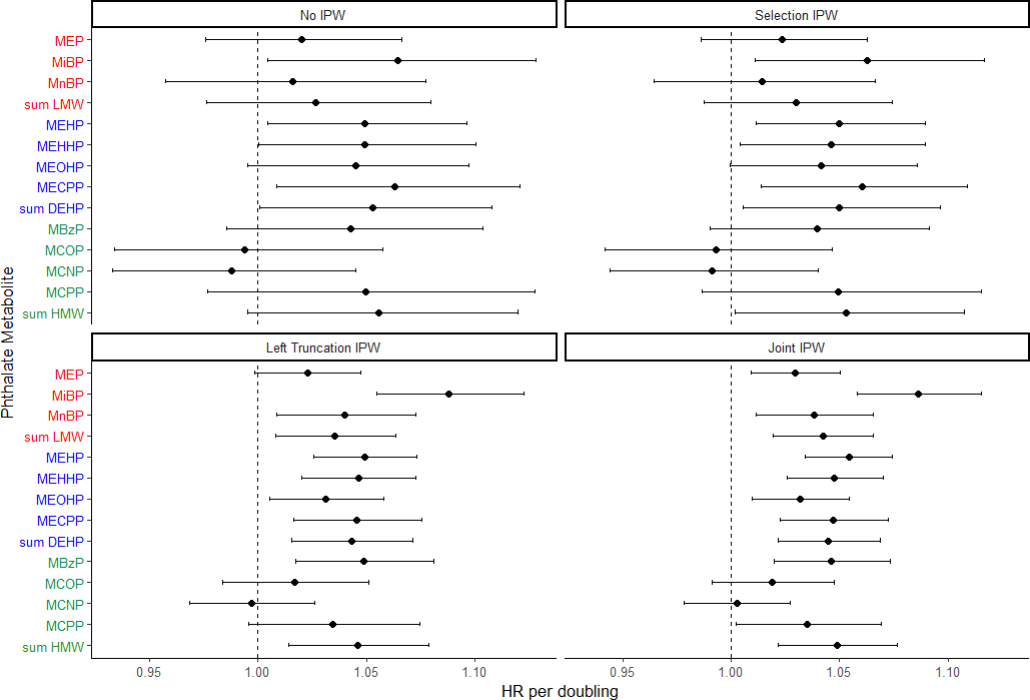 No IPW
Selection IPW
MEP
MiBP
MnBP
sum LMW
MEHP
MEHHP
MEOHP
MECPP
sum DEHP
MBzP
MCOP
MCNP
MCPP
sum HMW
Phthalate Metabolite
Left Truncation IPW
Joint IPW
MEP
MiBP
MnBP
sum LMW
MEHP
MEHHP
MEOHP
MECPP
sum DEHP
MBzP
MCOP
MCNP
MCPP
sum HMW
0.95 1.00 1.05 1.10
0.95 1.00 1.05 1.10
HR per doubling